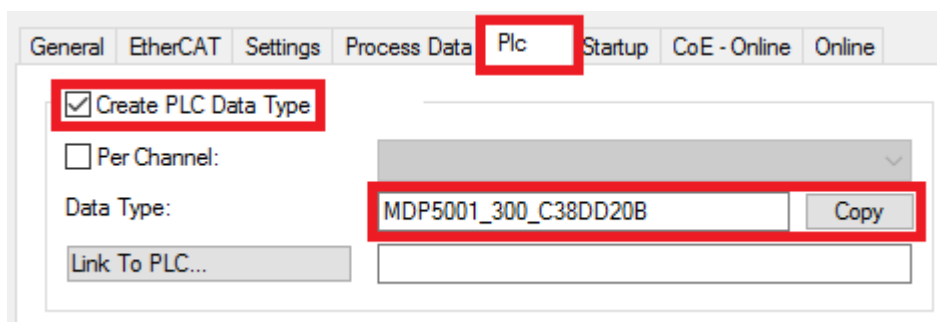 General EtherCAT Settings Process Data Plc Startup CoE - Online Online
Create PLC Data Type
Per Channel:
Data Type: MDP5001_300_C38DD20B Copy
Link To PLC...